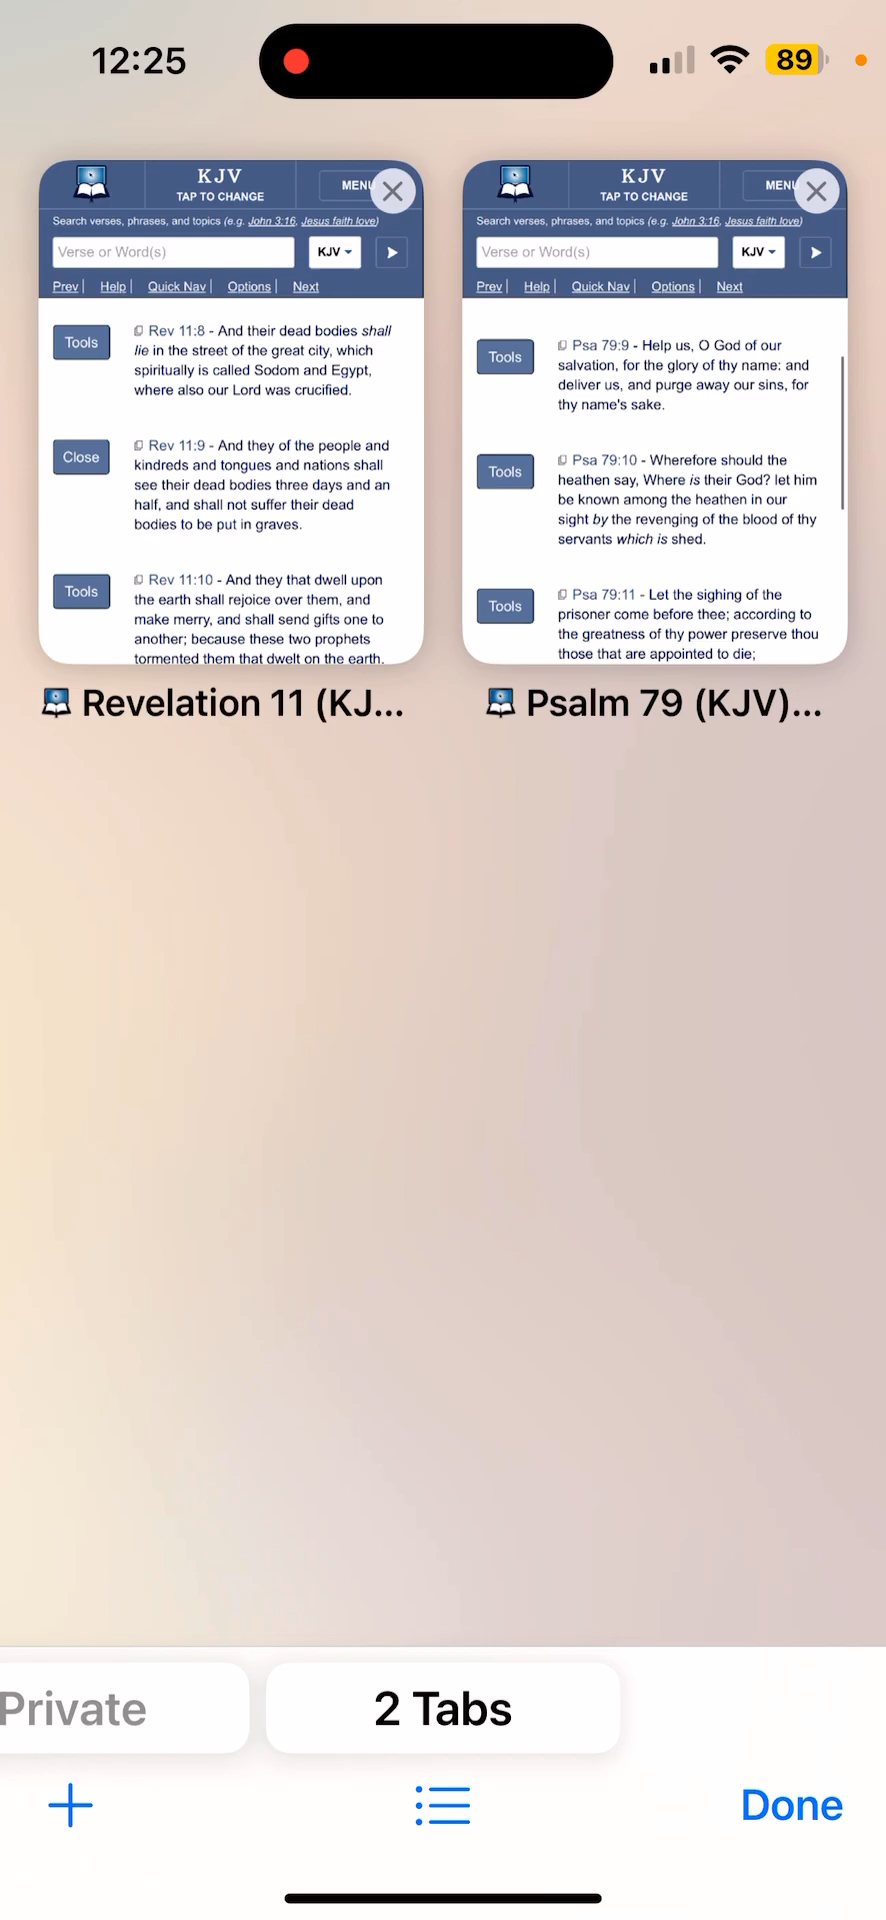 12:25
89
KJV
TAP TO CHANGE
MENU
Search verses, phrases, and topics (e.g. John 3:16, Jesus faith love)
Verse or Word(s)
KJV
Prev | Help | Quick Nav | Options | Next
Tools
Rev 11:8 - And their dead bodies shall
lie in the street of the great city, which
spiritually is called Sodom and Egypt,
where also our Lord was crucified.
Close
Rev 11:9 - And they of the people and
kindreds and tongues and nations shall
see their dead bodies three days and an
half, and shall not suffer their dead
bodies to be put in graves.
Tools
Rev 11:10 - And they that dwell upon
the earth shall rejoice over them, and
make merry, and shall send gifts one to
another; because these two prophets
tormented them that dwelt on the earth.
Revelation 11 (KJ...
KJV
TAP TO CHANGE
MENU
Search verses, phrases, and topics (e.g. John 3:16, Jesus faith love)
Verse or Word(s)
KJV
Prev | Help | Quick Nav | Options | Next
Tools
Psa 79:9 - Help us, O God of our
salvation, for the glory of thy name: and
deliver us, and purge away our sins, for
thy name's sake.
Tools
Psa 79:10 - Wherefore should the
heathen say, Where is their God? let him
be known among the heathen in our
sight by the revenging of the blood of thy
servants which is shed.
Tools
Psa 79:11 - Let the sighing of the
prisoner come before thee; according to
the greatness of thy power preserve thou
those that are appointed to die;
Psalm 79 (KJV)...
Private
2 Tabs
Done